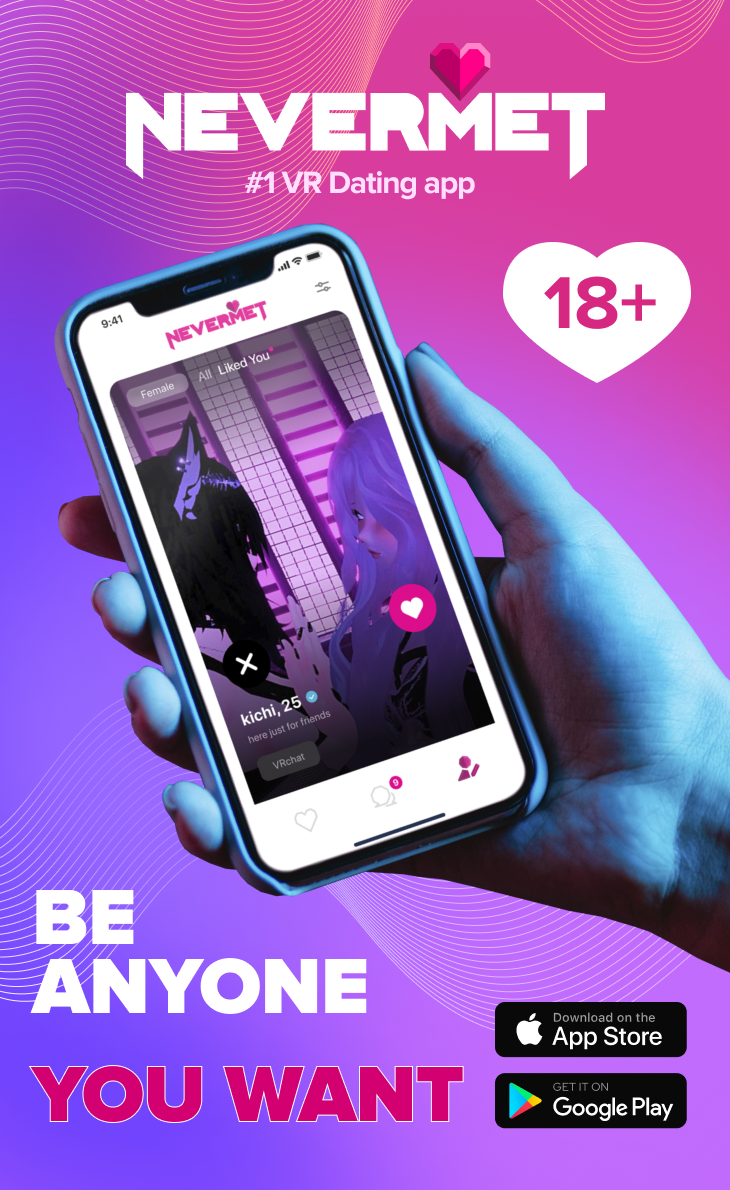 NEVERMET
#1 VR Dating app
18+
9:41
NEVERMET
Female All Liked You
kichi, 25
here just for friends
VRchat
9
BE
ANYONE
YOU WANT
Download on the
App Store
GET IT ON
Google Play